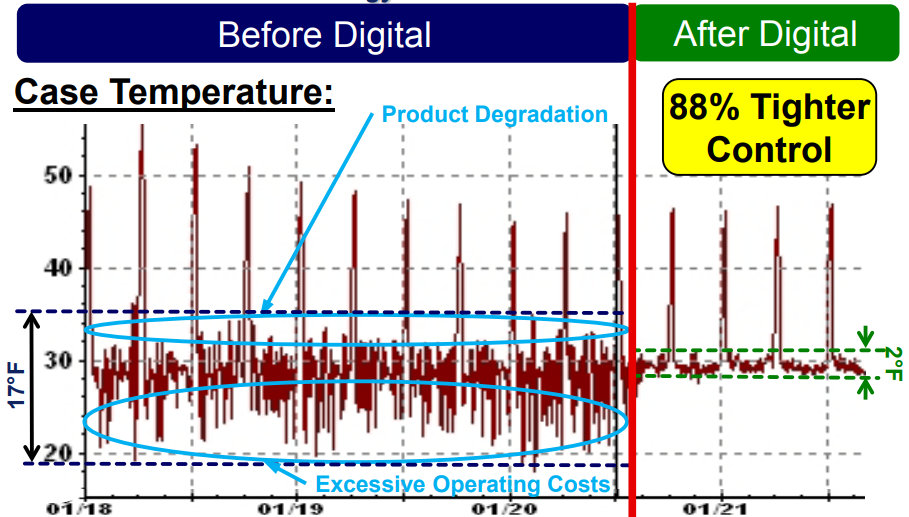 Before Digital
After Digital
Case Temperature:
Product Degradation
88% Tighter
Control
50
40
30
20
17°F
2°F
Excessive Operating Costs
01/18
01/19
01/20
01/21